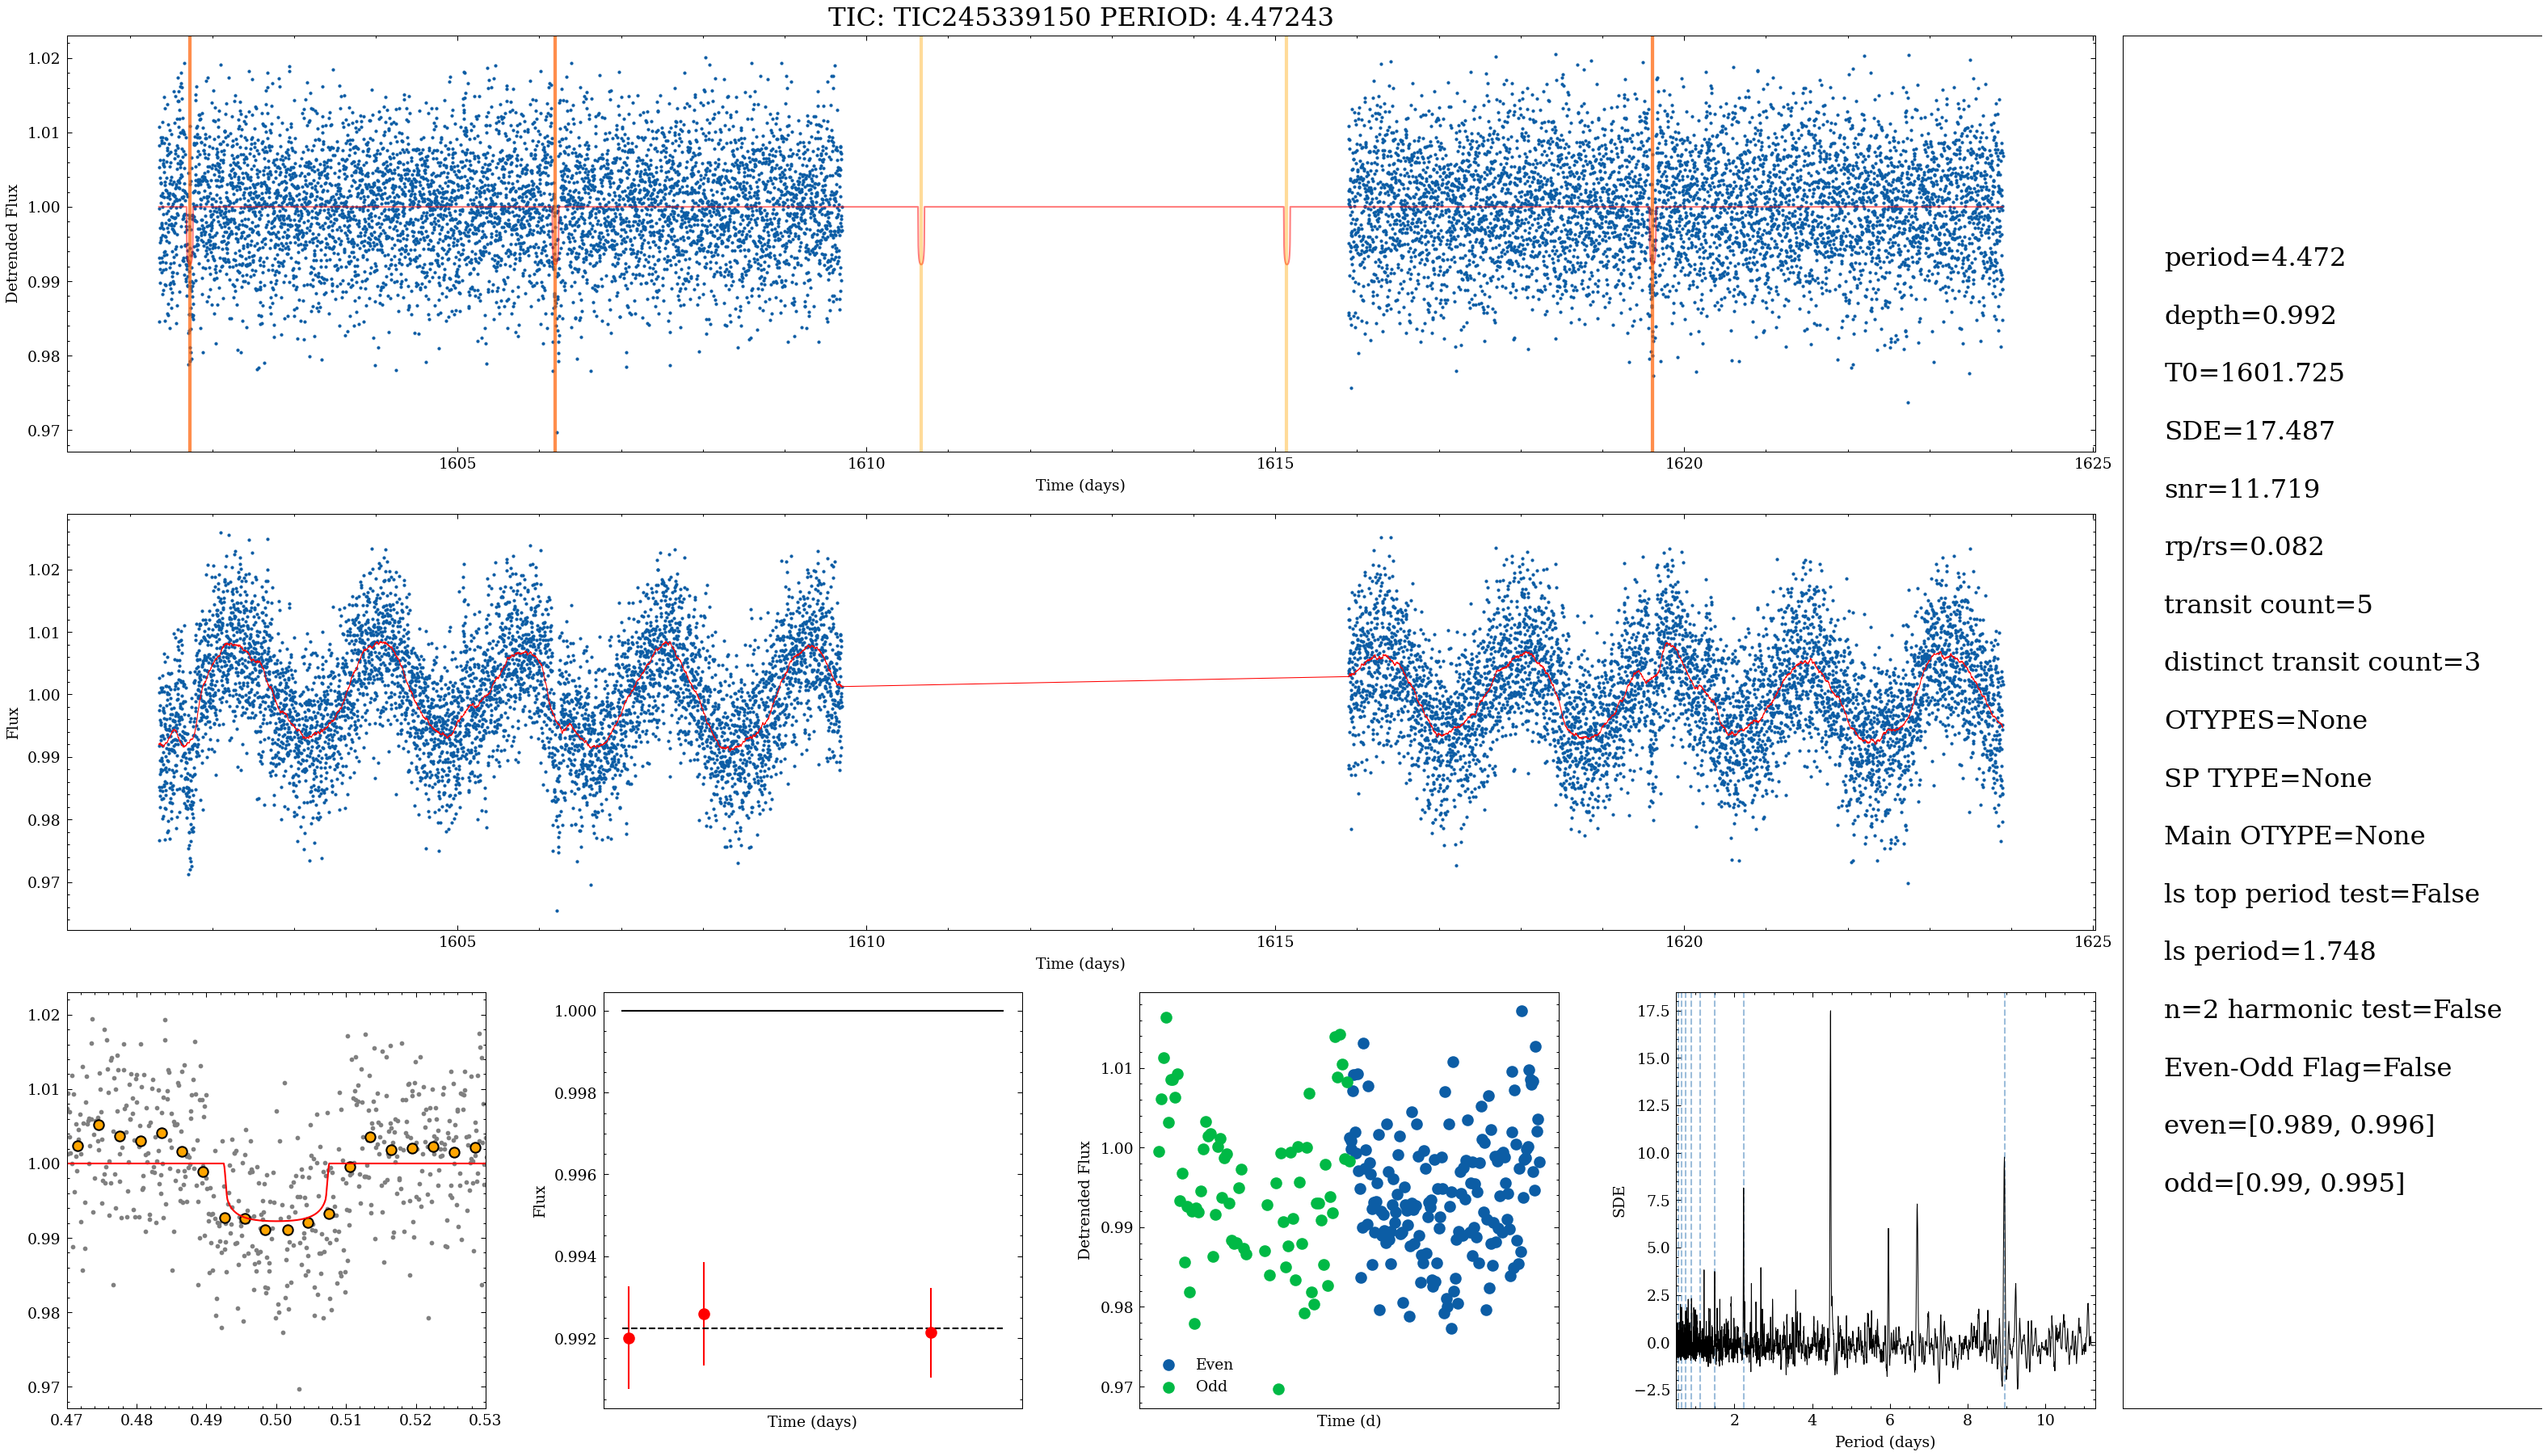 TIC: TIC245339150 PERIOD: 4.47243
1.02
1.01
1.00
0.99
0.98
0.97
Detrended Flux
1605
1610
1615
1620
1625
Time (days)
1.02
1.01
1.00
0.99
0.98
0.97
Flux
1605
1610
1615
1620
1625
Time (days)
1.02
1.01
1.00
0.99
0.98
0.97
0.47
0.48
0.49
0.50
0.51
0.52
0.53
1.000
0.998
0.996
0.994
0.992
Flux
Time (days)
1.01
1.00
0.99
0.98
0.97
Detrended Flux
Even
Odd
Time (d)
17.5
15.0
12.5
10.0
7.5
5.0
2.5
0.0
−2.5
SDE
2
4
6
8
10
Period (days)
period=4.472
depth=0.992
T0=1601.725
SDE=17.487
snr=11.719
rp/rs=0.082
transit count=5
distinct transit count=3
OTYPES=None
SP TYPE=None
Main OTYPE=None
ls top period test=False
ls period=1.748
n=2 harmonic test=False
Even-Odd Flag=False
even=[0.989, 0.996]
odd=[0.99, 0.995]